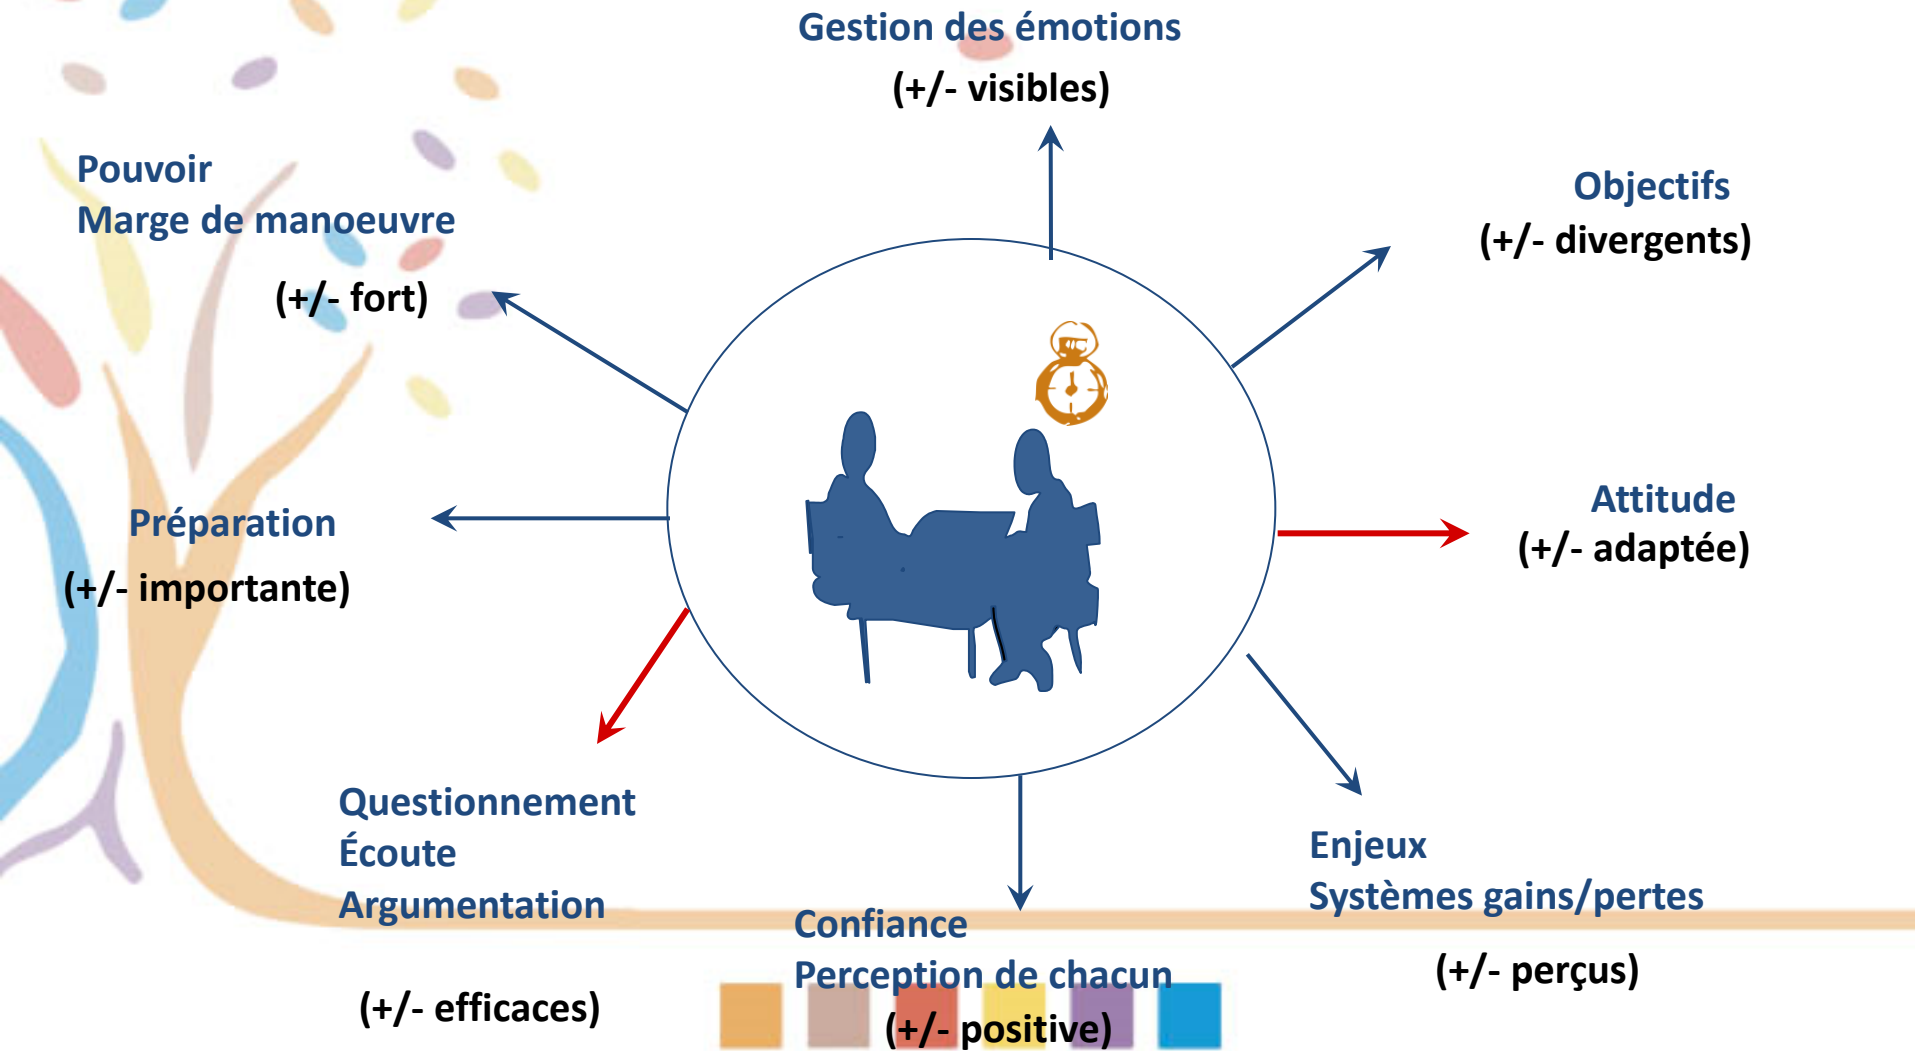 Gestion des émotions
(+/- visibles)
Pouvoir
Marge de manoeuvre
(+/- fort)
Objectifs
(+/- divergents)
Préparation
(+/- importante)
Attitude
(+/- adaptée)
Questionnement
Écoute
Argumentation
(+/- efficaces)
Confiance
Perception de chacun
(+/- positive)
Enjeux
Systèmes gains/pertes
(+/- perçus)